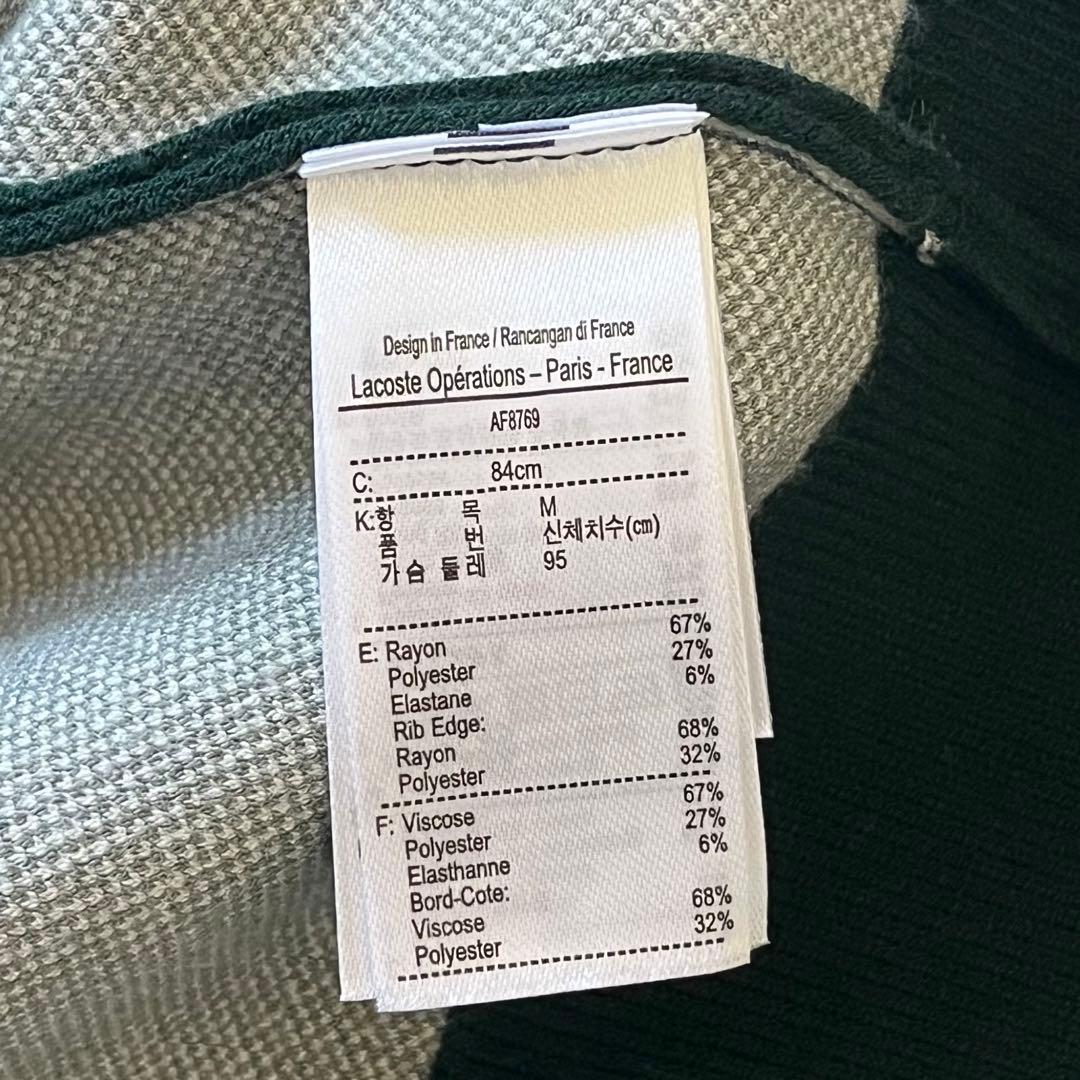 Design in France / Rancangan di France
Lacoste Opérations – Paris - France
AF8769
C: 84cm
K:항 목 M
품 번 신체치수(cm)
가슴 둘레 95
E: Rayon 67%
Polyester 27%
Elastane 6%
Rib Edge:
Rayon 68%
Polyester 32%
F: Viscose 67%
Polyester 27%
Elasthanne 6%
Bord-Cote:
Viscose 68%
Polyester 32%